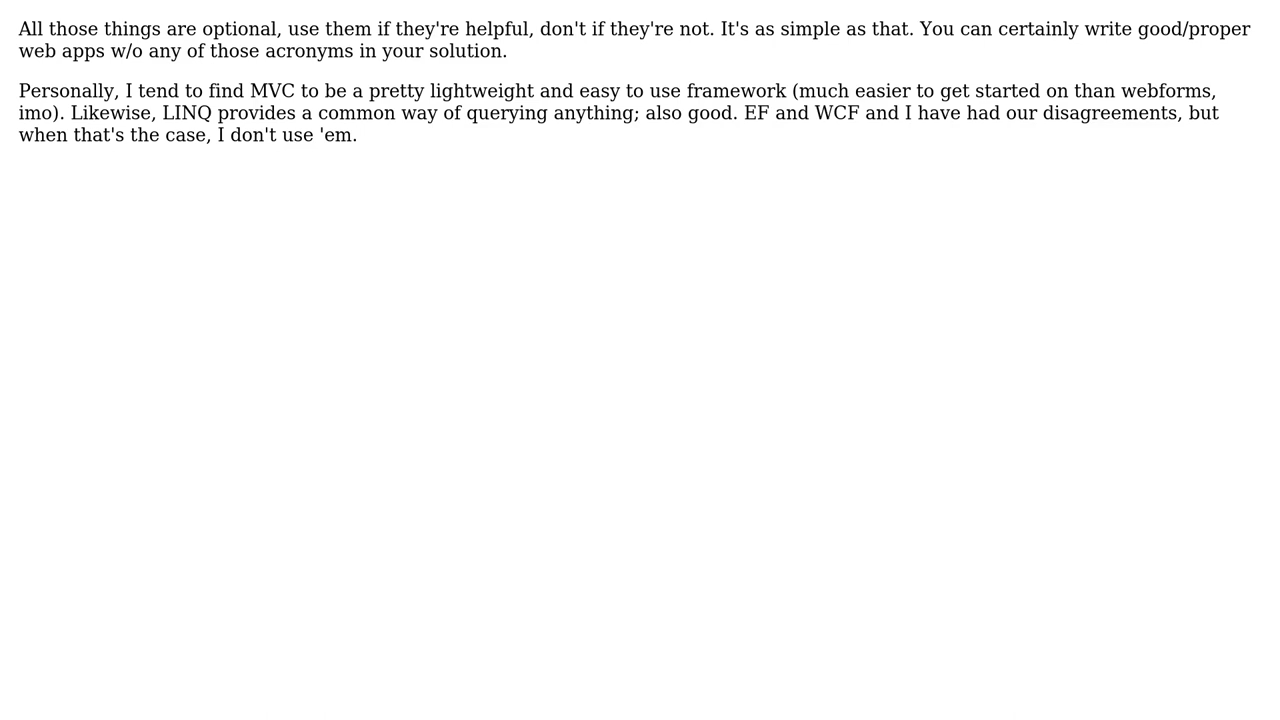 All those things are optional, use them if they're helpful, don't if they're not. It's as simple as that. You can certainly write good/proper
web apps w/o any of those acronyms in your solution.
Personally, I tend to find MVC to be a pretty lightweight and easy to use framework (much easier to get started on than webforms,
imo). Likewise, LINQ provides a common way of querying anything; also good. EF and WCF and I have had our disagreements, but
when that's the case, I don't use 'em.